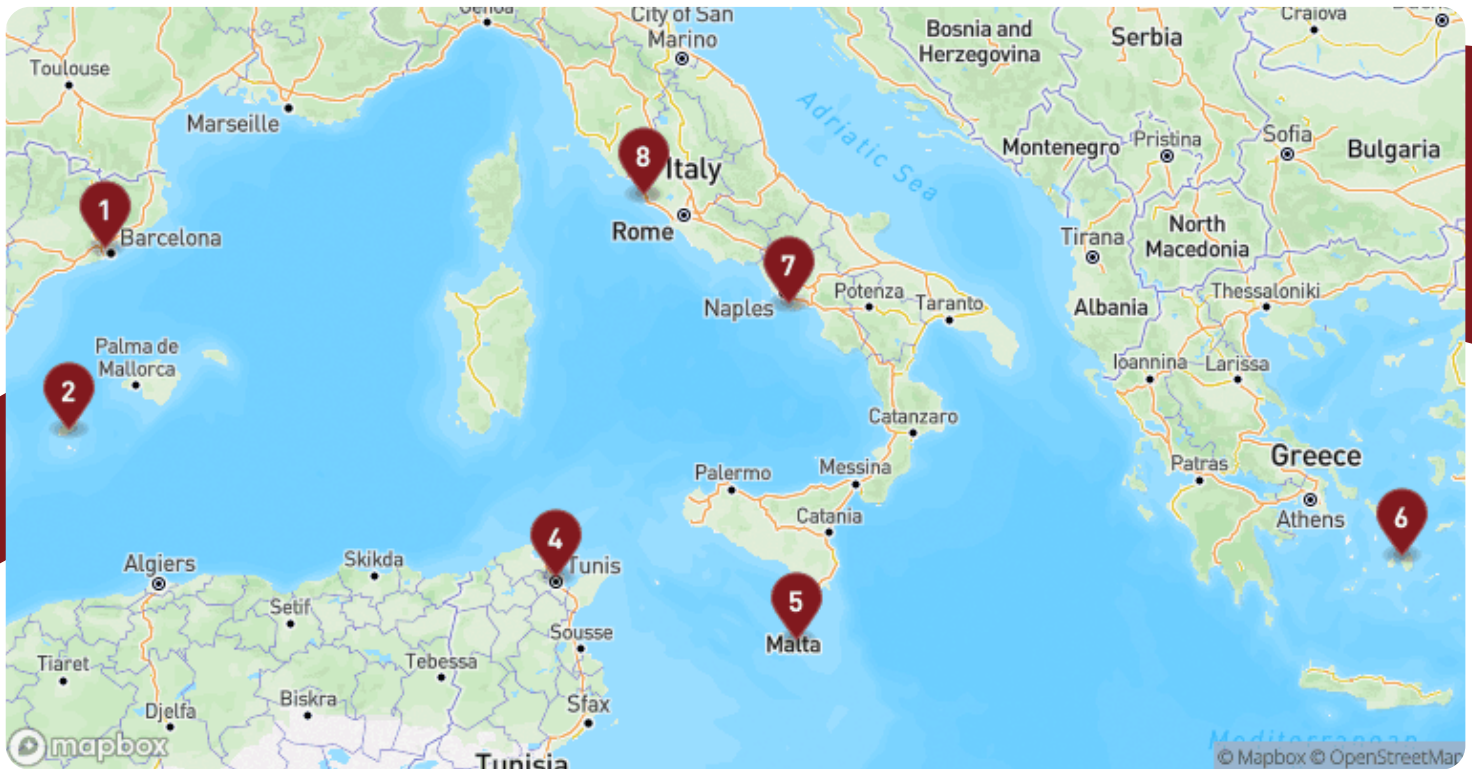 Genoa
City of San
Marino
Bosnia and
Herzegovina
Serbia
Craiova
Toulouse
Marseille
Adriatic Sea
Montenegro
Pristina
Sofia
Bulgaria
8
Italy
1
Barcelona
Rome
North
Macedonia
Tirana
7
Naples
Potenza
Taranto
Albania
Thessaloniki
Palma de
Mallorca
2
Ioannina
Larissa
Catanzaro
Palermo
Messina
Patras
Greece
Athens
6
Catania
4
Tunis
Algiers
Skikda
Setif
5
Malta
Sousse
Tiaret
Tebessa
Biskra
Djelfa
Sfax
Tunisia
mapbox
Mediterranean
© Mapbox © OpenStreetMap